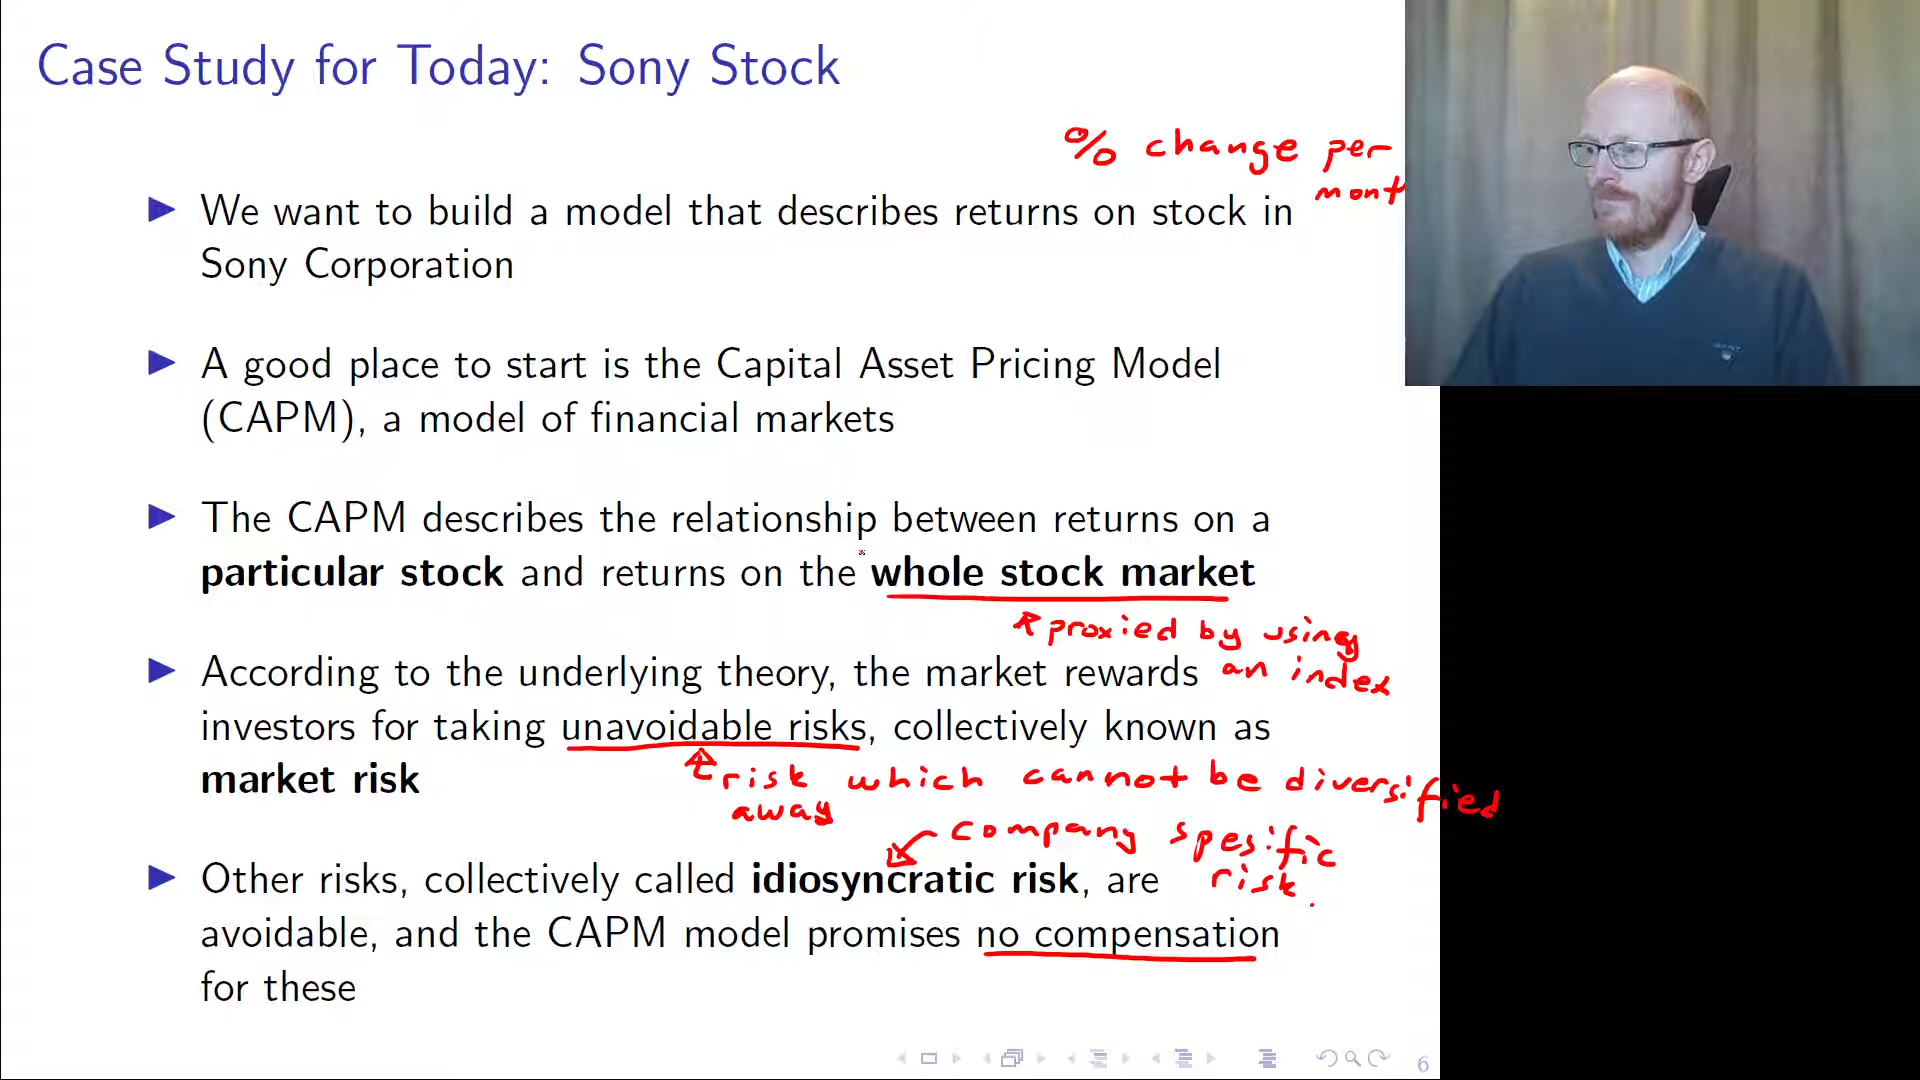 Case Study for Today: Sony Stock
% change per
mont
▶ We want to build a model that describes returns on stock in
Sony Corporation
▶ A good place to start is the Capital Asset Pricing Model
(CAPM), a model of financial markets
▶ The CAPM describes the relationship between returns on a
particular stock and returns on the whole stock market
proxied by using
an index
▶ According to the underlying theory, the market rewards
investors for taking unavoidable risks, collectively known as
market risk
risk which cannot be diversified
away
company spesific
risk.
▶ Other risks, collectively called idiosyncratic risk, are
avoidable, and the CAPM model promises no compensation
for these
6